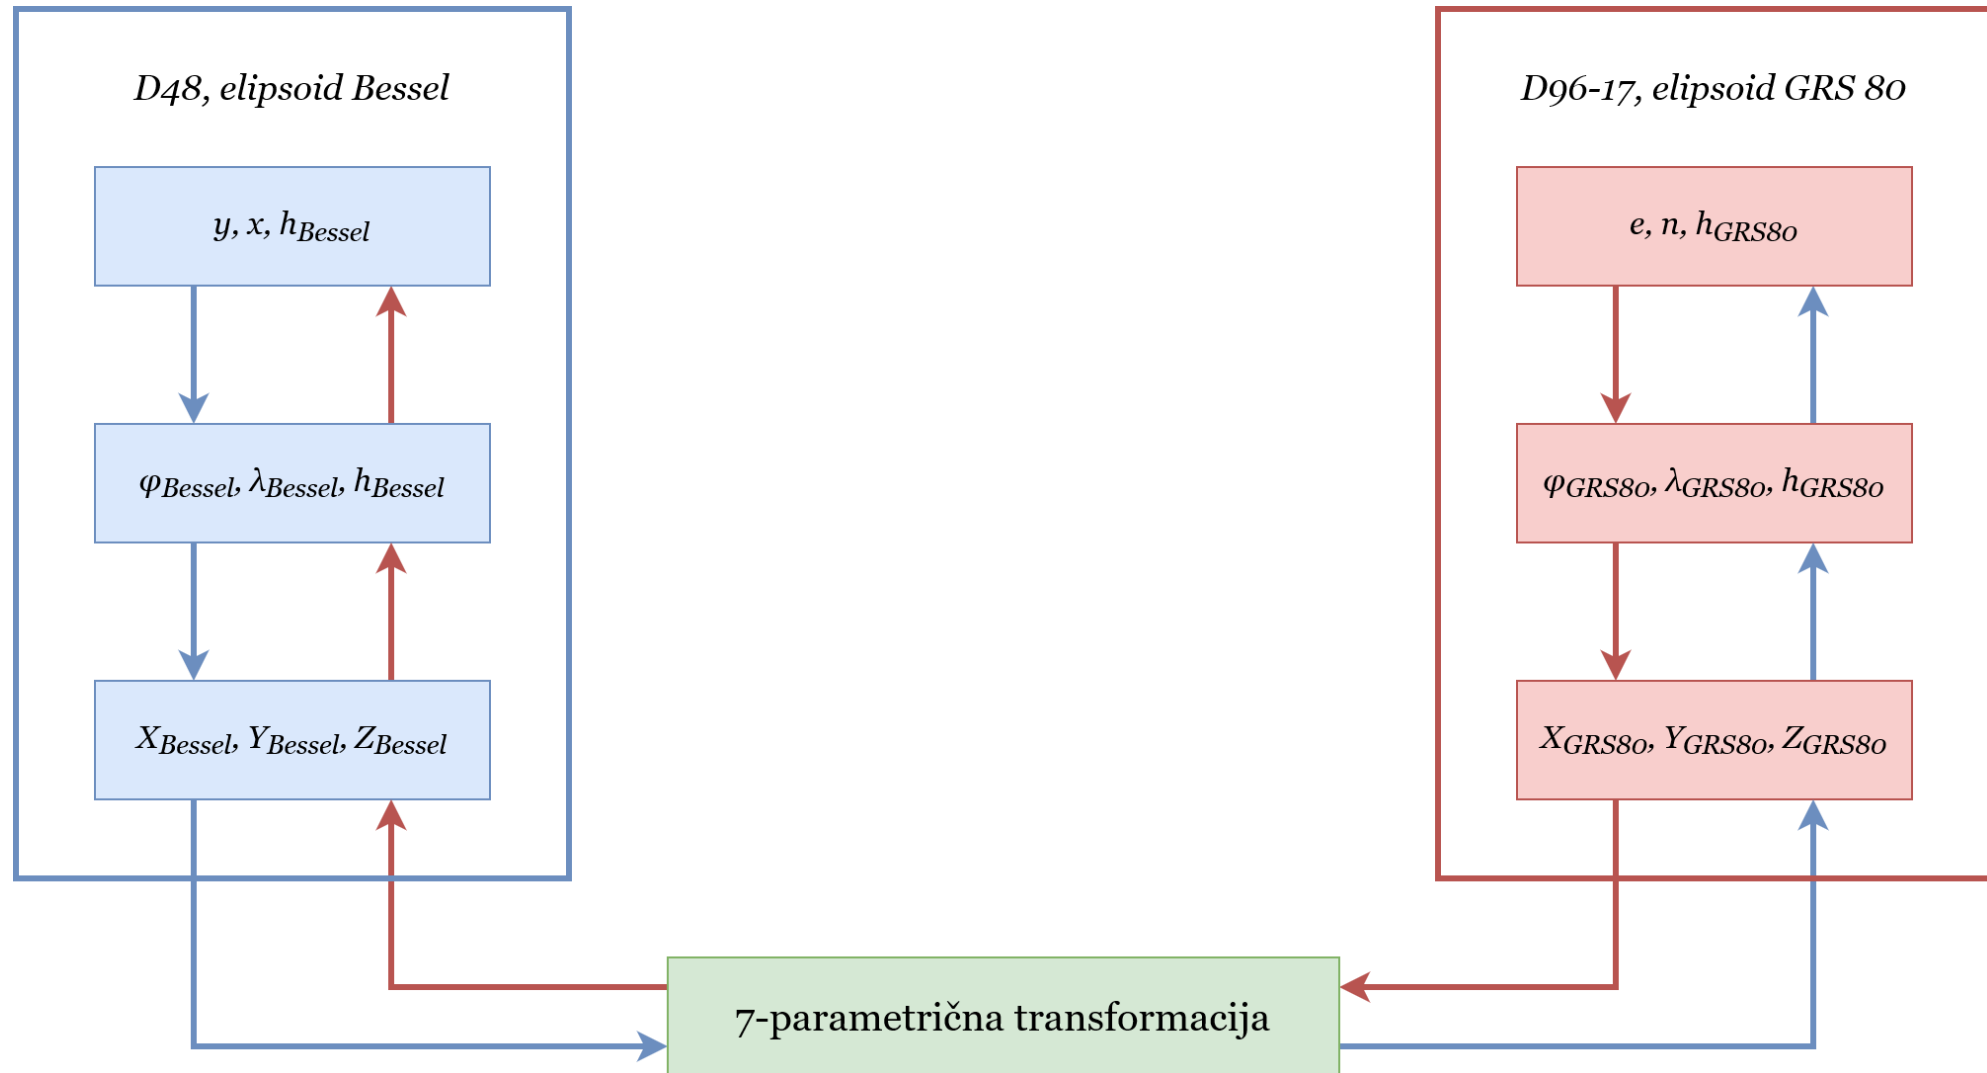 D48, elipsoid Bessel
y, x, hBessel
φBessel, λBessel, hBessel
XBessel, YBessel, ZBessel
D96-17, elipsoid GRS 80
e, n, hGRS80
φGRS80, λGRS80, hGRS80
XGRS80, YGRS80, ZGRS80
7-parametrična transformacija